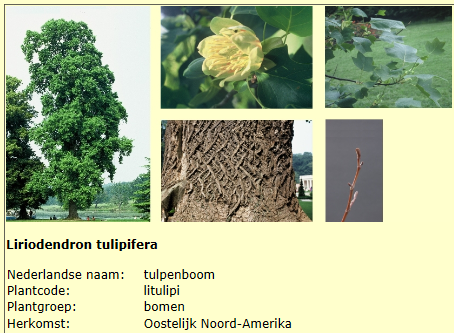 Liriodendron tulipifera
Nederlandse naam: tulpenboom
Plantcode: litulipi
Plantgroep: bomen
Herkomst: Oostelijk Noord-Amerika